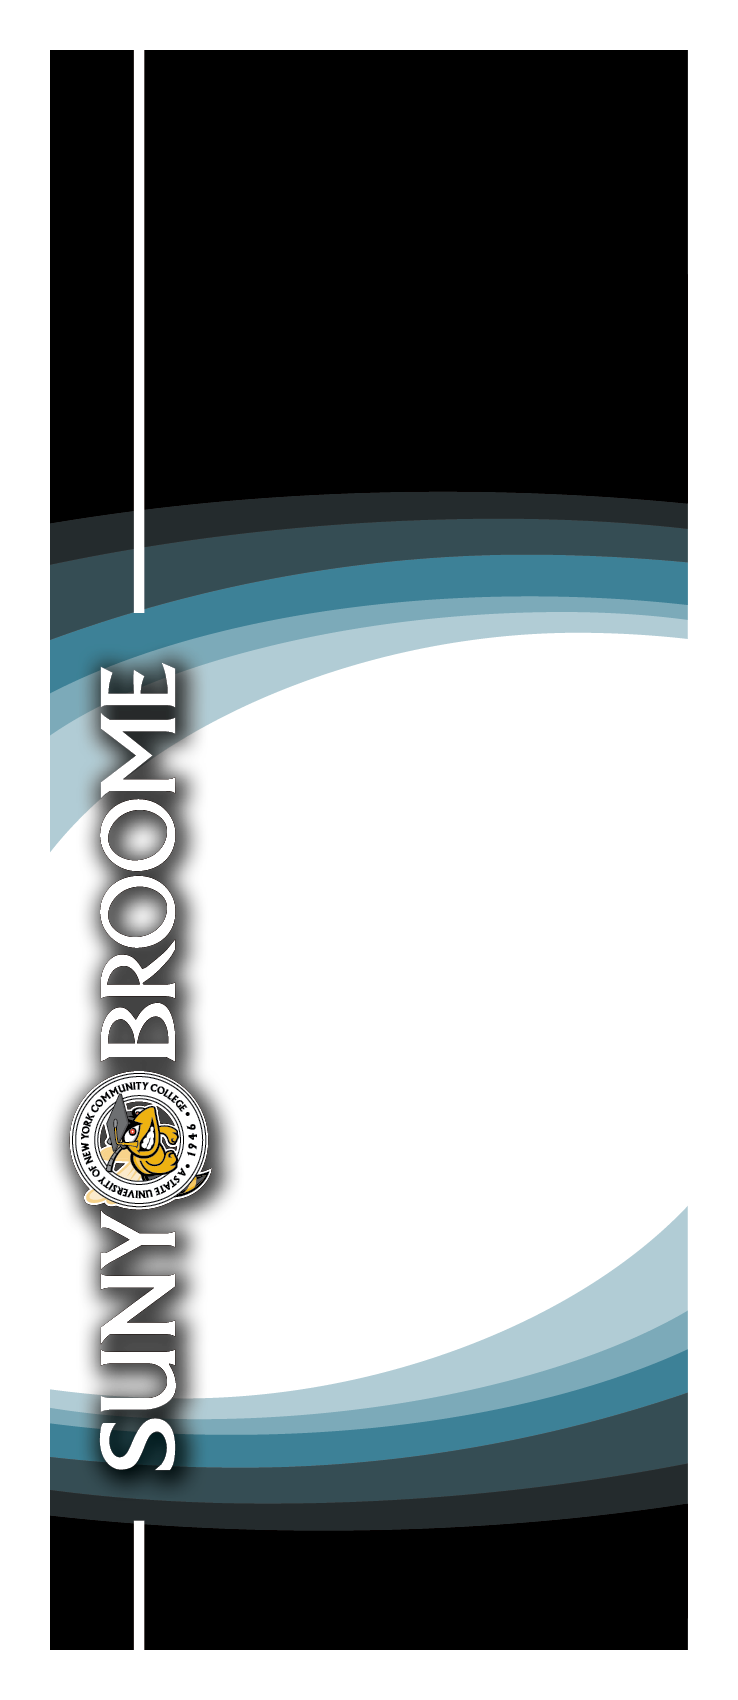 SUNY BROOME
A STATE UNIVERSITY OF NEW YORK COMMUNITY COLLEGE • 1946 •